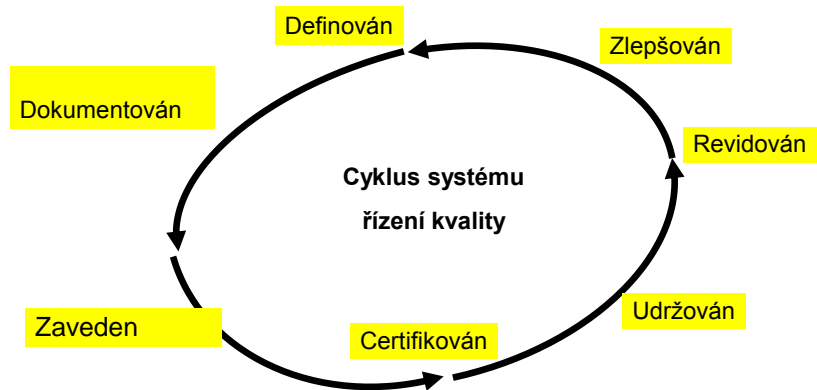 Definován
Zlepšován
Dokumentován
Revidován
Cyklus systému
řízení kvality
Udržován
Zaveden
Certifikován